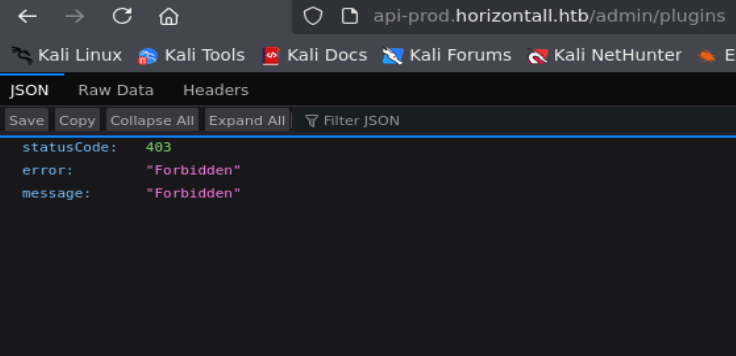 api-prod.horizontall.htb/admin/plugins
Kali Linux Kali Tools Kali Docs Kali Forums Kali NetHunter E
JSON Raw Data Headers
Save Copy Collapse All Expand All Filter JSON
statusCode: 403
error: "Forbidden"
message: "Forbidden"